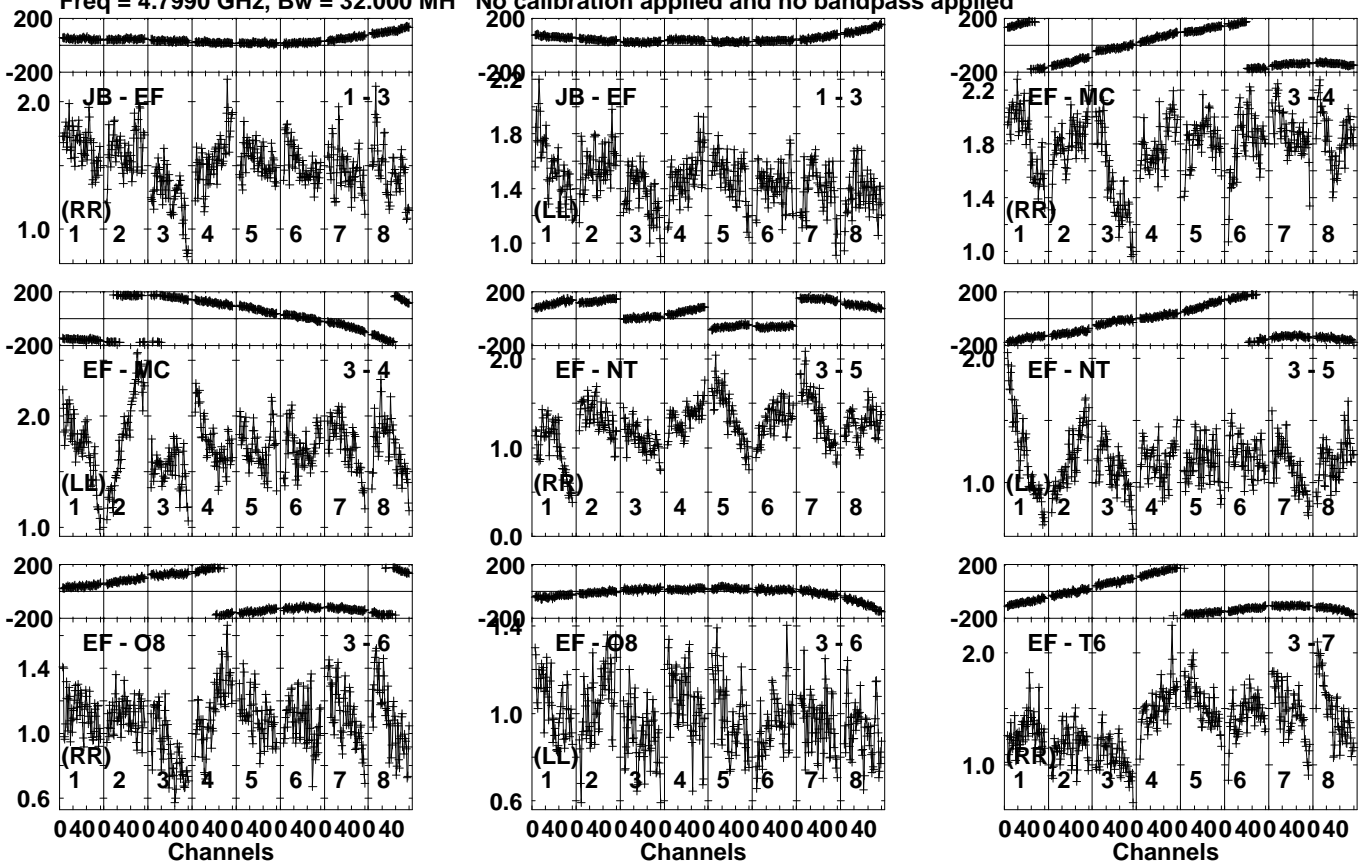 Freq = 4.7990 GHz, Bw = 32.000 MH No calibration applied and no bandpass applied
200 200 200
-200 -200 -200
JB - EF 1 - 3 JB - EF 1 - 3 EF - MC 3 - 4
2.0 2.2 2.2
1.8 1.8
1.4 1.4
(RR) (LL) (RR)
1.0 1.0 1.0
1 2 3 4 5 6 7 8 1 2 3 4 5 6 7 8 1 2 3 4 5 6 7 8
200 200 200
-200 -200 -200
EF - MC 3 - 4 EF - NT 3 - 5 EF - NT 3 - 5
2.0 2.0 2.0
1.0 1.0
(LL) (RR) (LL)
1.0 0.0
1 2 3 4 5 6 7 8 1 2 3 4 5 6 7 8 1 2 3 4 5 6 7 8
200 200 200
-200 -200 -200
EF - O8 3 - 6 EF - O8 3 - 6 EF - T6 3 - 7
1.4 1.4 2.0
1.0 1.0 1.0
(RR) (LL) (RR)
0.6 0.6
1 2 3 4 5 6 7 8 1 2 3 4 5 6 7 8 1 2 3 4 5 6 7 8
0 40 0 40 0 40 0 40 0 40 0 40 0 40 0 40 0 40 0 40 0 40 0 40 0 40 0 40 0 40 0 40 0 40 0 40 0 40 0 40 0 40 0 40 0 40 0 40
Channels Channels Channels